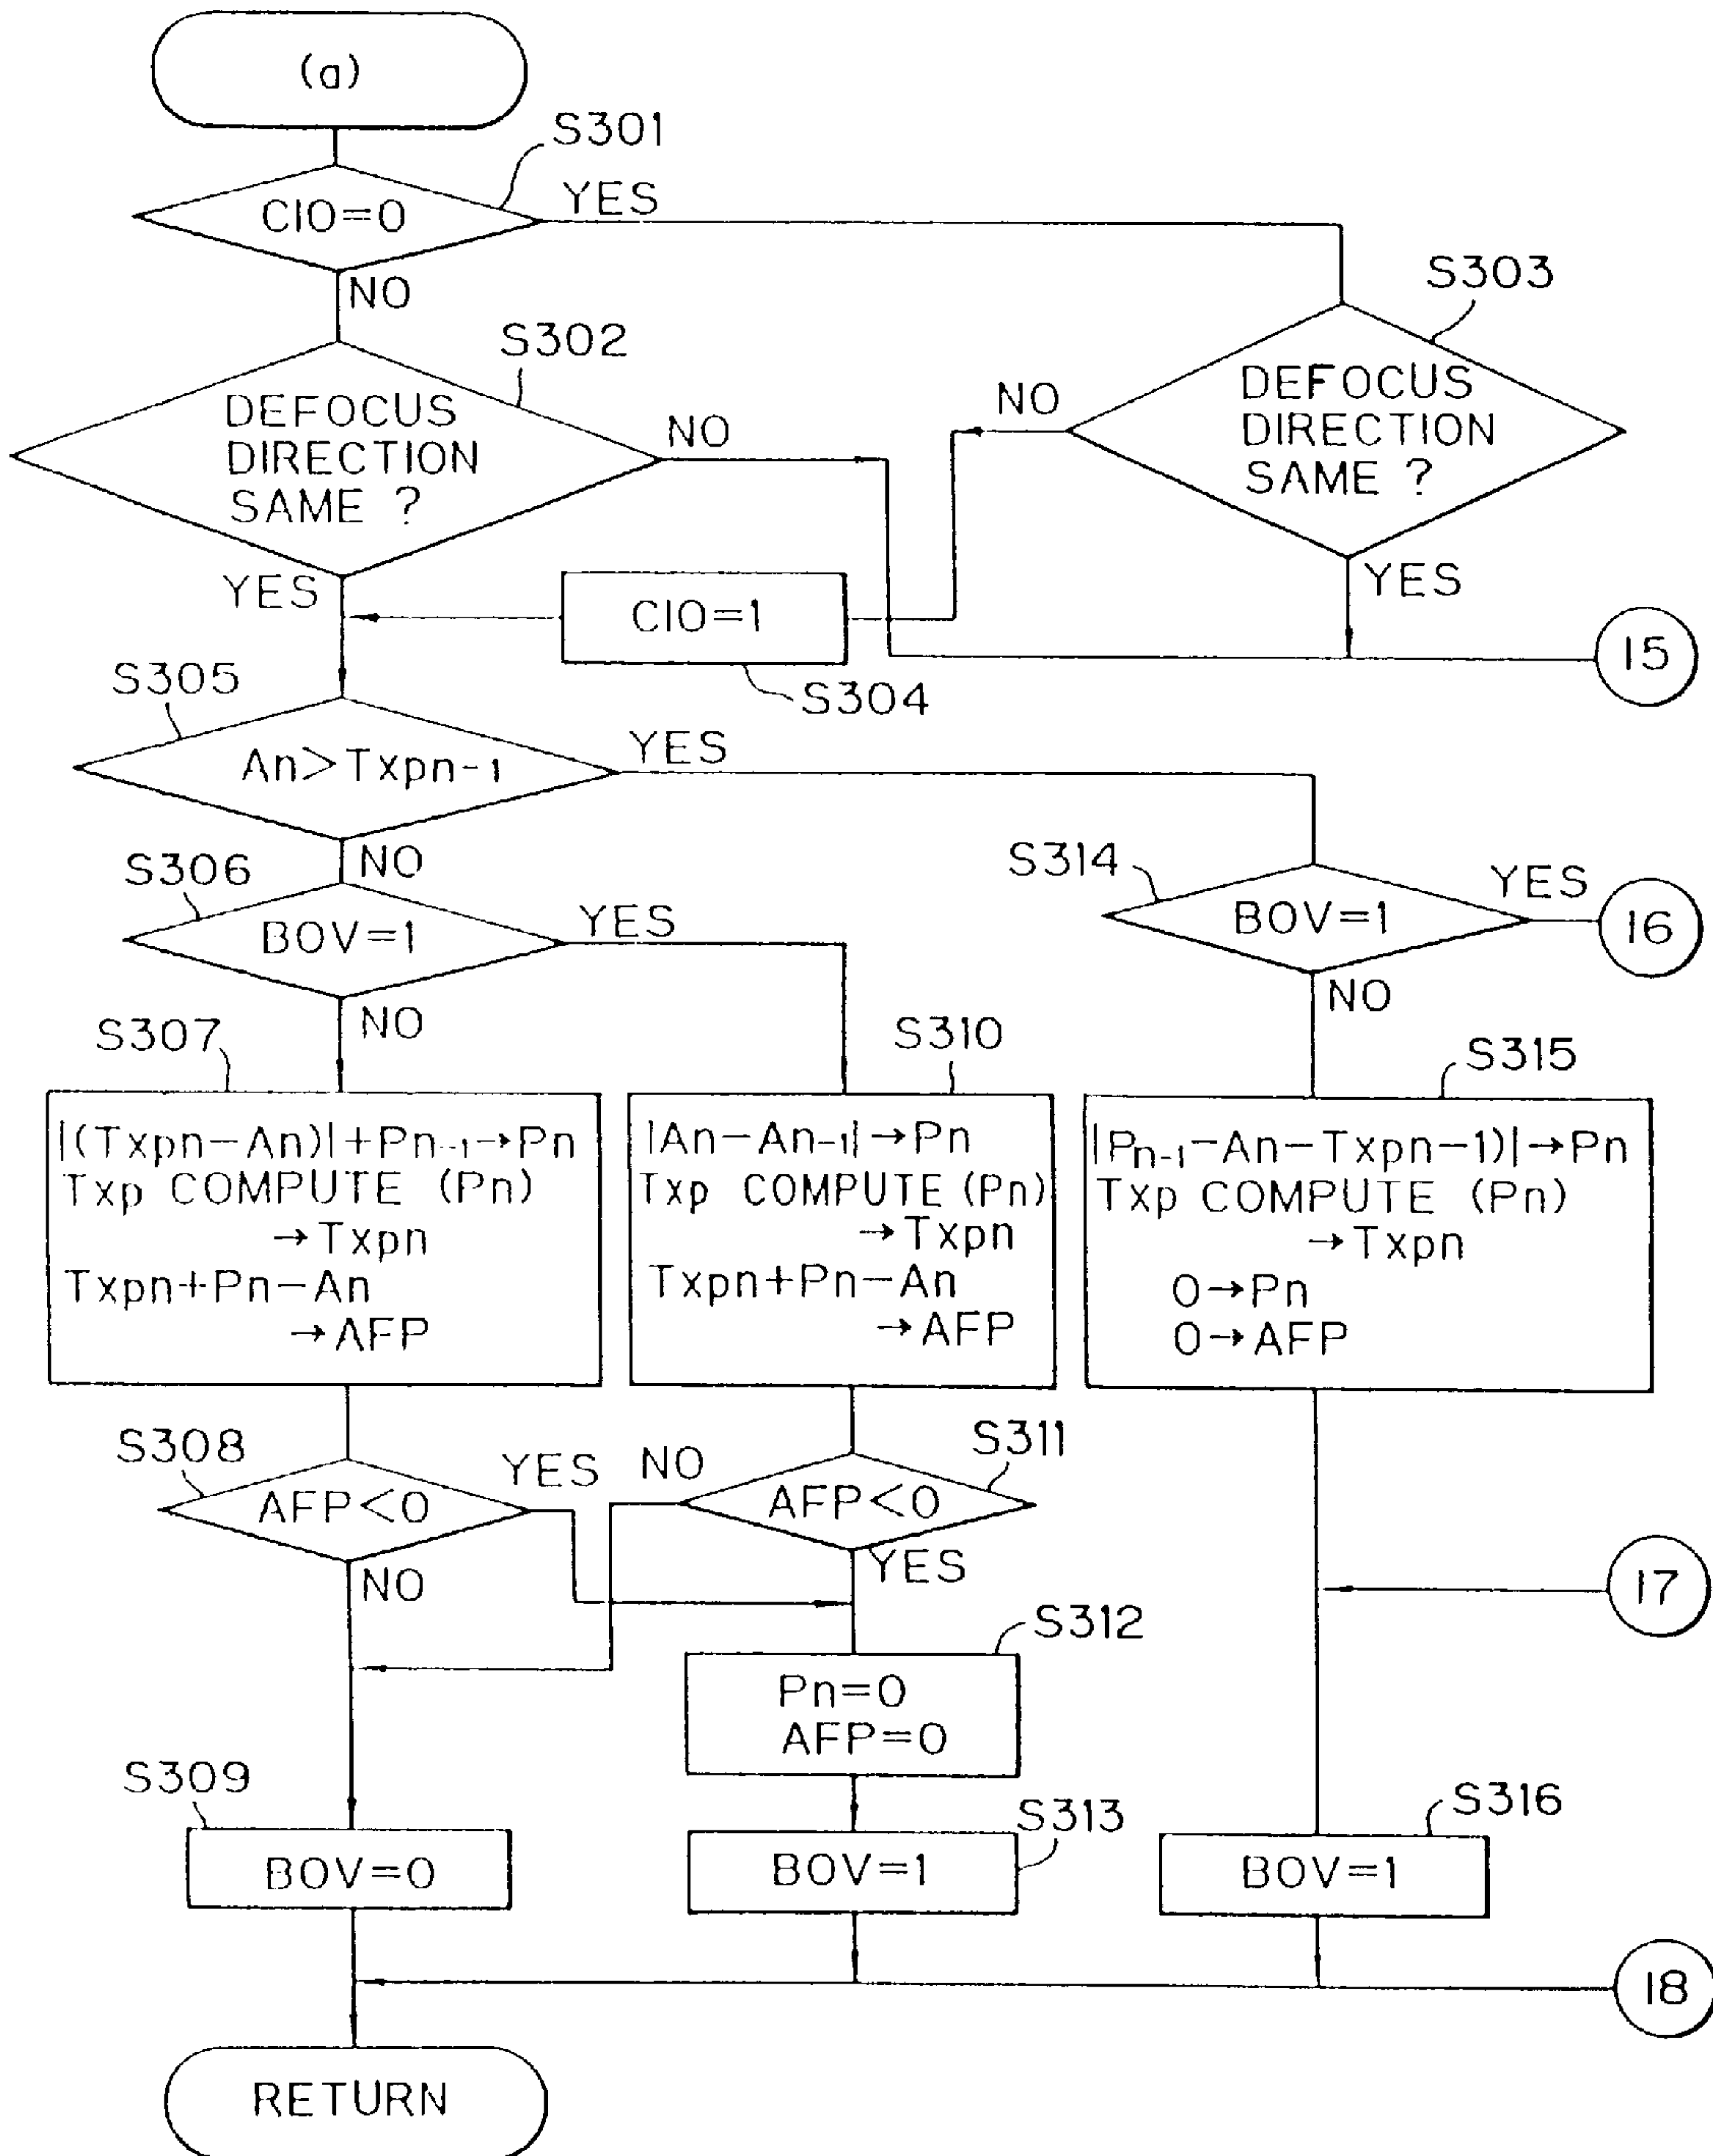 (a)
S301
CIO=0
YES
NO
S303
S302
DEFOCUS
DIRECTION
SAME ?
NO
YES
DEFOCUS
DIRECTION
SAME ?
NO
YES
CIO=1
S304
15
S305
An>Txpn-1
YES
NO
S306
BOV=1
YES
NO
S314
BOV=1
YES
16
NO
S307
|(Txpn-An)|+Pn-1→Pn
Txp COMPUTE (Pn)
→Txpn
Txpn+Pn-An
→AFP
S310
|An-An-1|→Pn
Txp COMPUTE (Pn)
→Txpn
Txpn+Pn-An
→AFP
S315
|Pn-1-An-Txpn-1)|→Pn
Txp COMPUTE (Pn)
→Txpn
0→Pn
0→AFP
S308
AFP<0
YES
NO
S311
NO
AFP<0
YES
17
S312
Pn=0
AFP=0
S309
BOV=0
S313
BOV=1
S316
BOV=1
18
RETURN